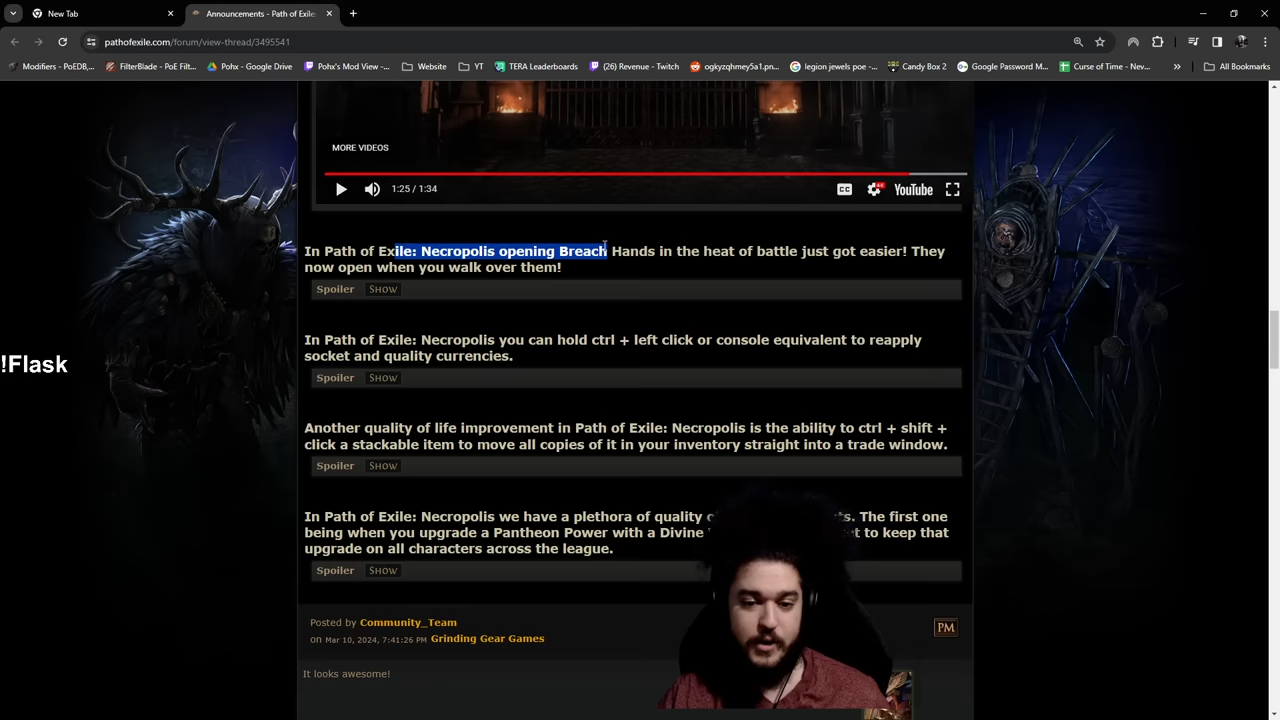 New Tab
Announcements - Path of Exile
pathofexile.com/forum/view-thread/3495541
Modifiers - PoEDB,... FilterBlade - PoE Filt... Pohx - Google Drive Pohx's Mod View -... Website YT TERA Leaderboards (26) Revenue - Twitch ogkyzqhmey5a1.pn... legion jewels poe -... Candy Box 2 Google Password M... Curse of Time - Nev... » All Bookmarks
MORE VIDEOS
1:25 / 1:34 CC YouTube
In Path of Exile: Necropolis opening Breach Hands in the heat of battle just got easier! They
now open when you walk over them!
Spoiler SHOW
In Path of Exile: Necropolis you can hold ctrl + left click or console equivalent to reapply
socket and quality currencies.
!Flask
Spoiler SHOW
Another quality of life improvement in Path of Exile: Necropolis is the ability to ctrl + shift +
click a stackable item to move all copies of it in your inventory straight into a trade window.
Spoiler SHOW
In Path of Exile: Necropolis we have a plethora of quality ts. The first one
being when you upgrade a Pantheon Power with a Divine to keep that
upgrade on all characters across the league.
Spoiler SHOW
Posted by Community_Team
on Mar 10, 2024, 7:41:26 PM Grinding Gear Games
PM
It looks awesome!